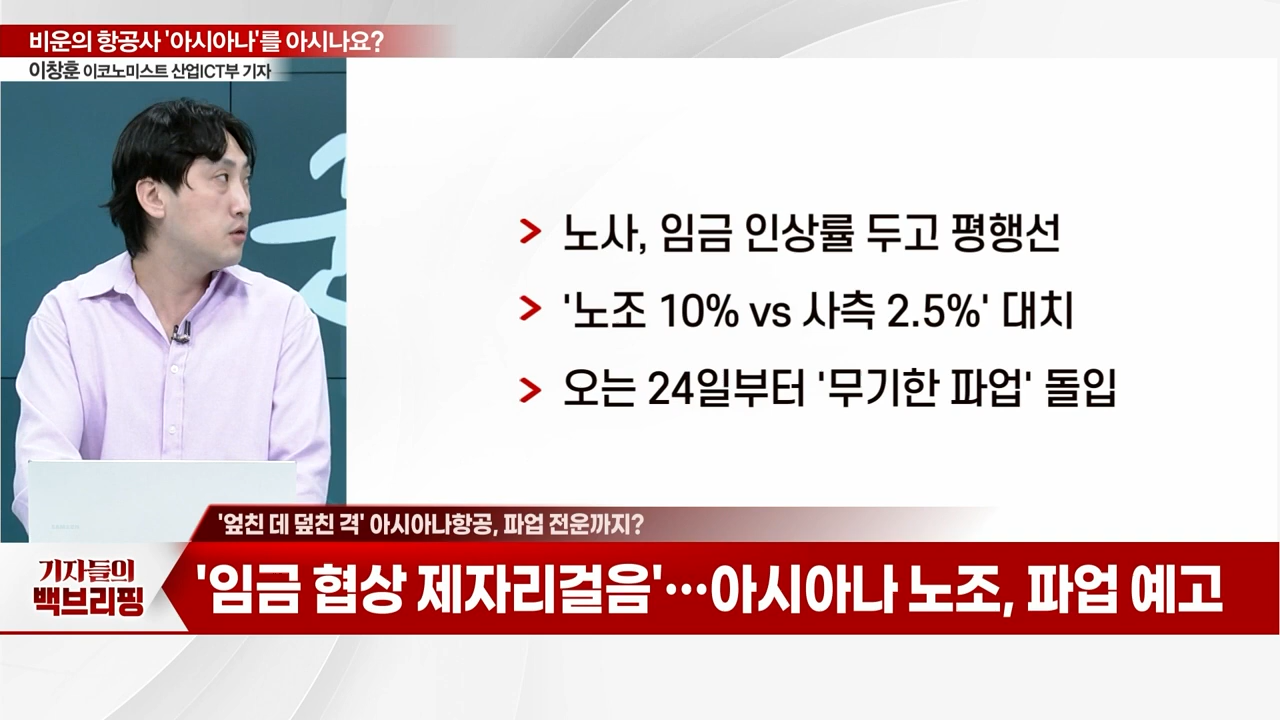 비운의 항공사 '아시아나'를 아시나요?
이창훈 이코노미스트 산업ICT부 기자
> 노사, 임금 인상률 두고 평행선
> '노조 10% vs 사측 2.5%' 대치
> 오는 24일부터 '무기한 파업' 돌입
SAMSUNG
'엎친 데 덮친 격' 아시아나항공, 파업 전운까지?
기자들의
백브리핑
'임금 협상 제자리걸음'…아시아나 노조, 파업 예고